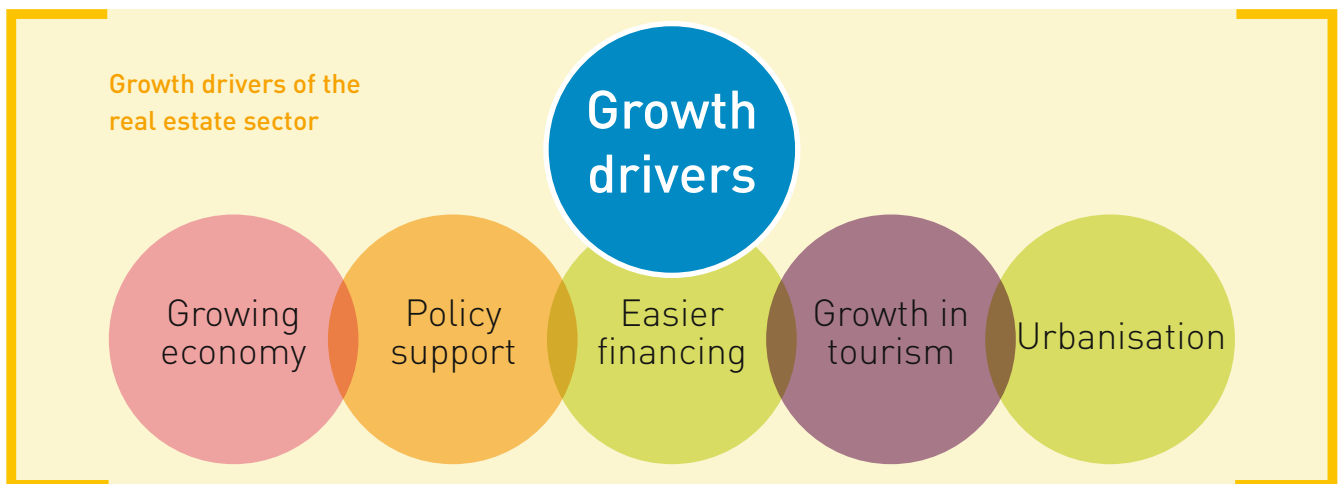 Growth drivers of the
real estate sector
Growth
drivers
Growing
economy
Policy
support
Easier
financing
Growth in
tourism
Urbanisation